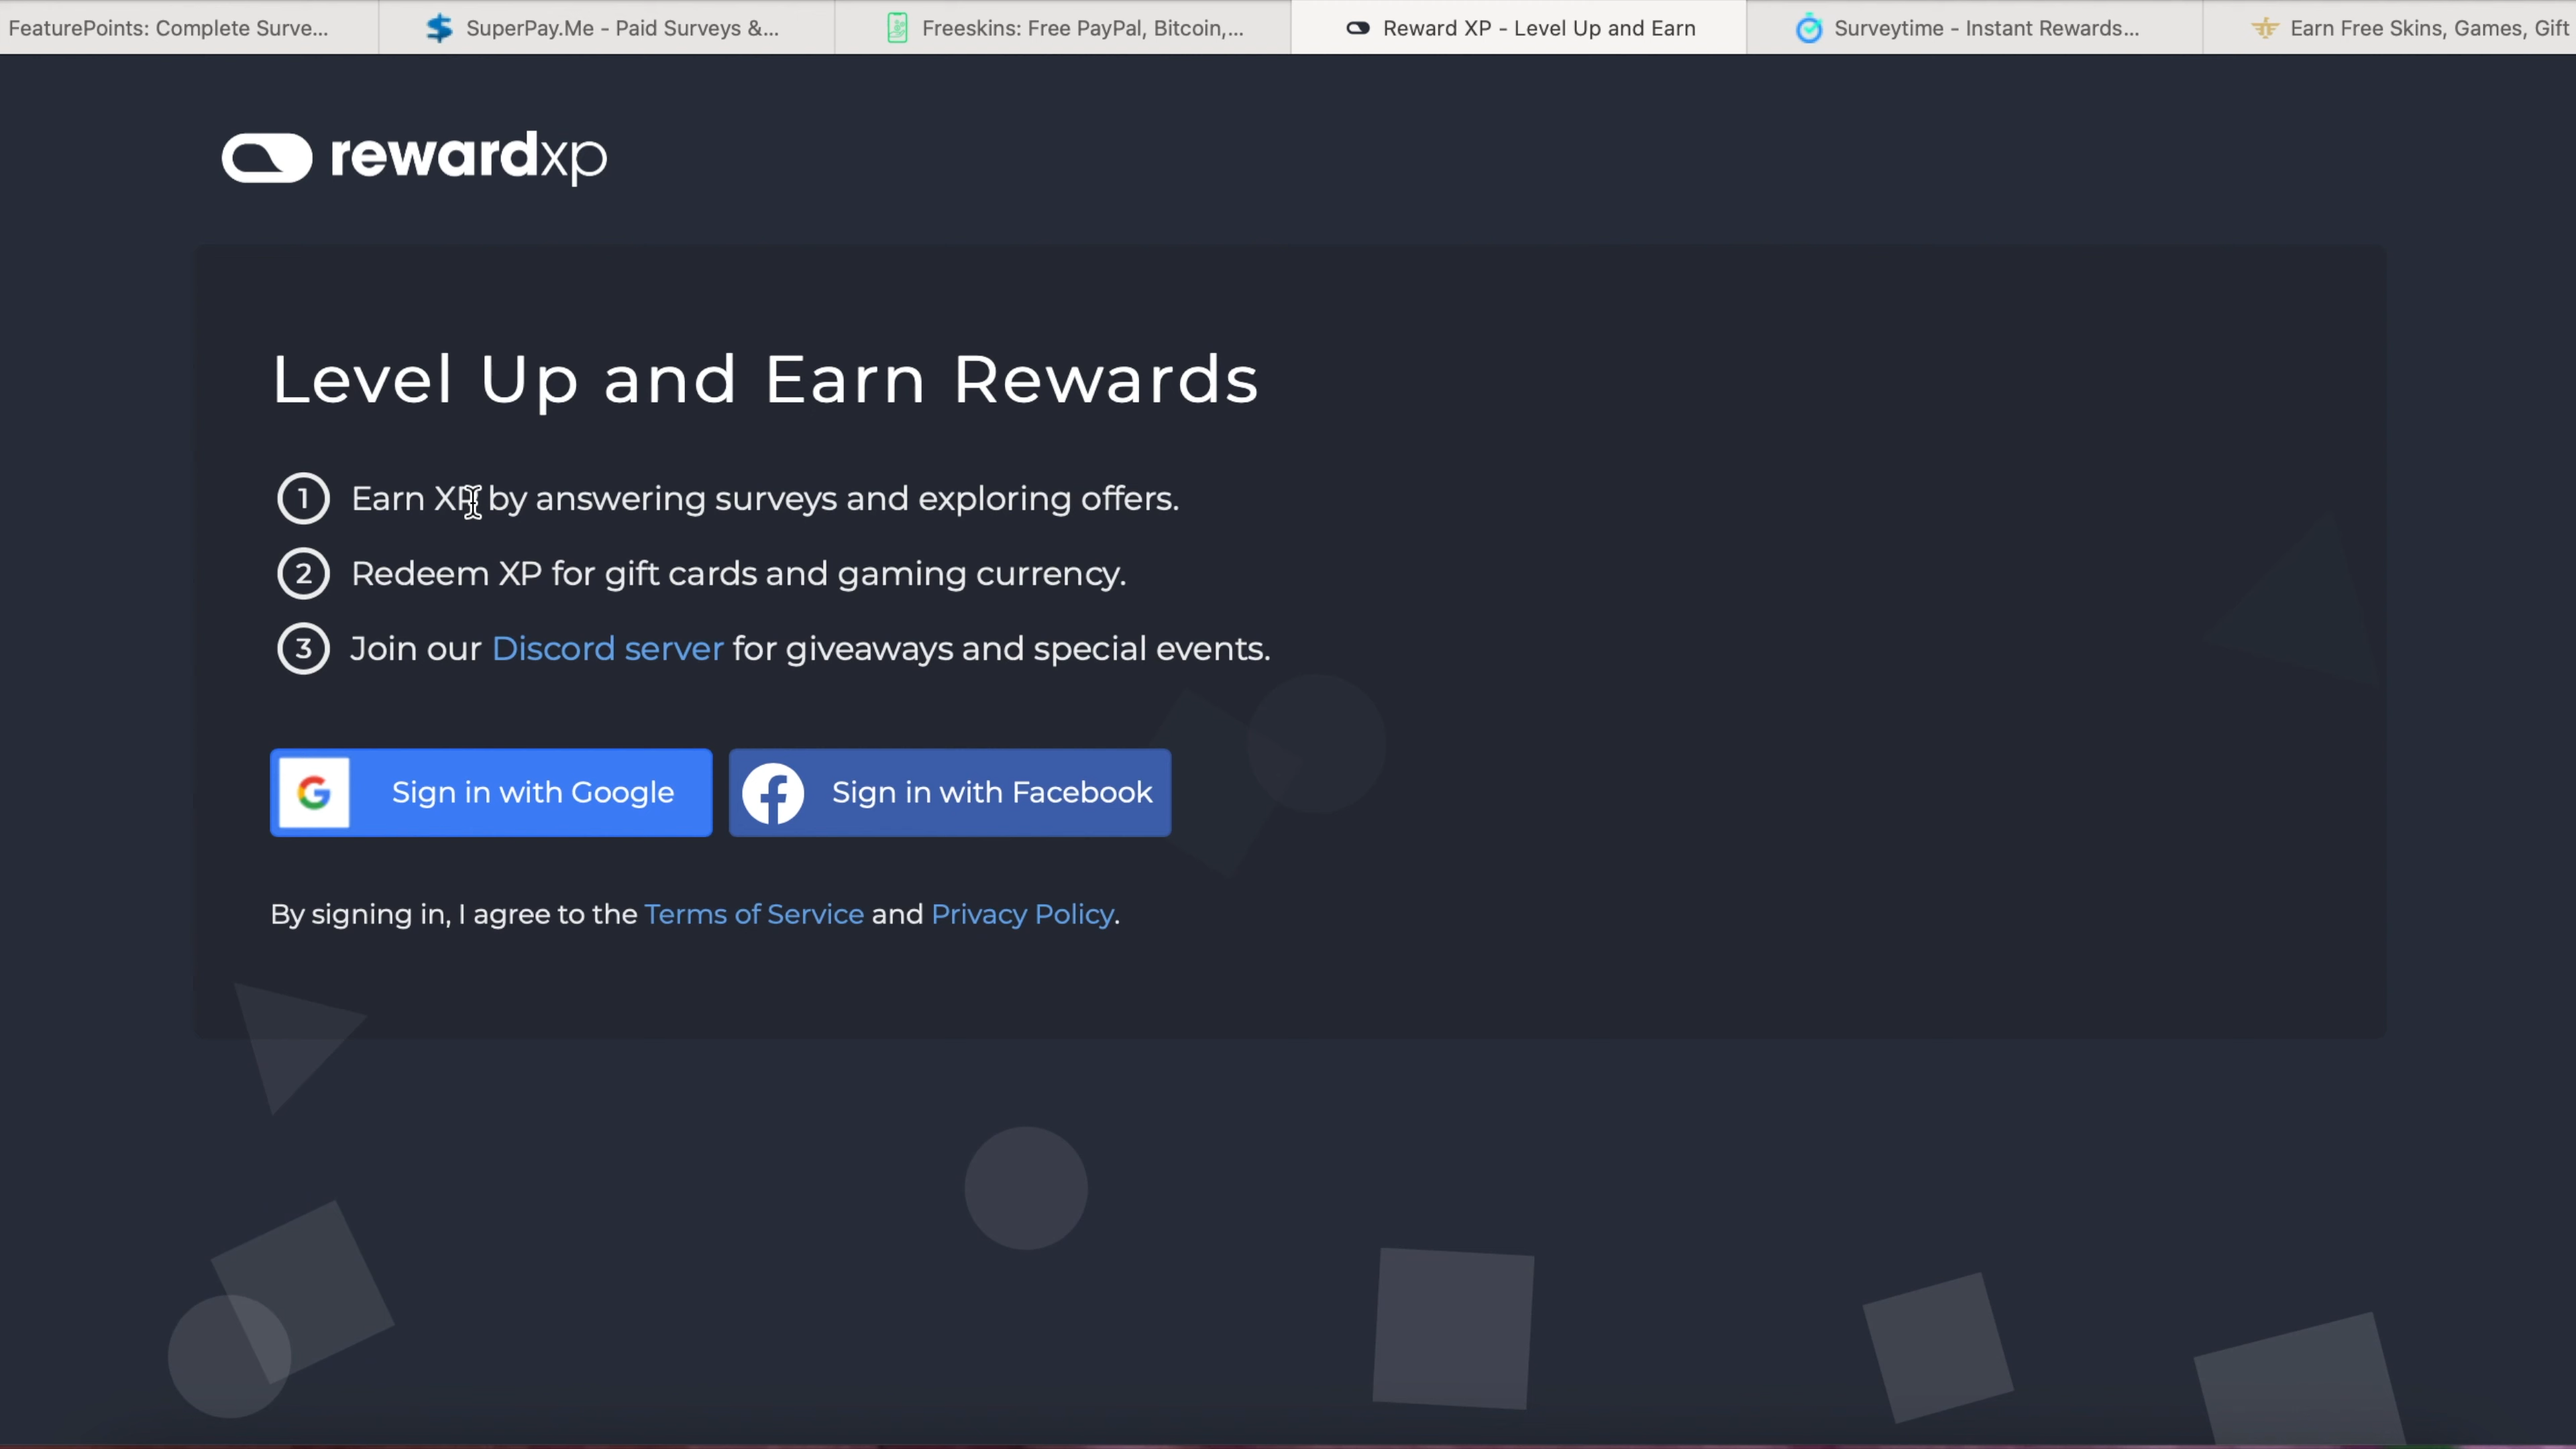 FeaturePoints: Complete Surve...
SuperPay.Me - Paid Surveys &...
Freeskins: Free PayPal, Bitcoin,...
Reward XP - Level Up and Earn
Surveytime - Instant Rewards...
Earn Free Skins, Games, Gift
rewardxp
Level Up and Earn Rewards
1 Earn XP by answering surveys and exploring offers.
2 Redeem XP for gift cards and gaming currency.
3 Join our Discord server for giveaways and special events.
G Sign in with Google
f Sign in with Facebook
By signing in, I agree to the Terms of Service and Privacy Policy.